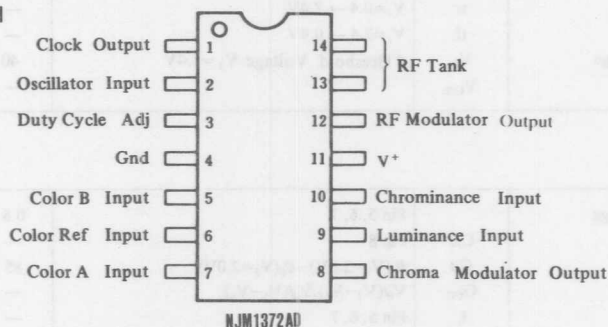 Clock Output 1 14
Oscillator Input 2 13 RF Tank
Duty Cycle Adj 3 12 RF Modulator Output
Gnd 4 11 V+
Color B Input 5 10 Chrominance Input
Color Ref Input 6 9 Luminance Input
Color A Input 7 8 Chroma Modulator Output
NJM1372AD